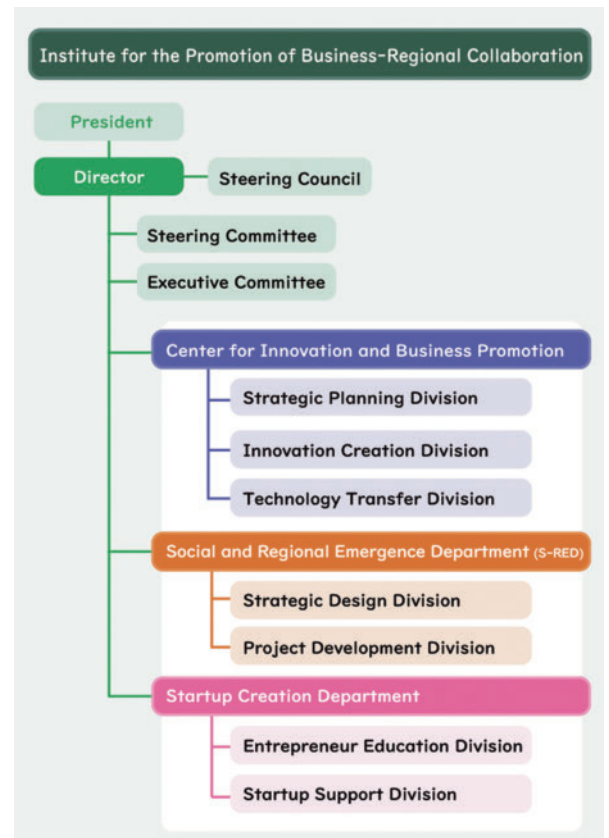 Institute for the Promotion of Business-Regional Collaboration
President
Director
Steering Council
Steering Committee
Executive Committee
Center for Innovation and Business Promotion
Strategic Planning Division
Innovation Creation Division
Technology Transfer Division
Social and Regional Emergence Department (S-RED)
Strategic Design Division
Project Development Division
Startup Creation Department
Entrepreneur Education Division
Startup Support Division